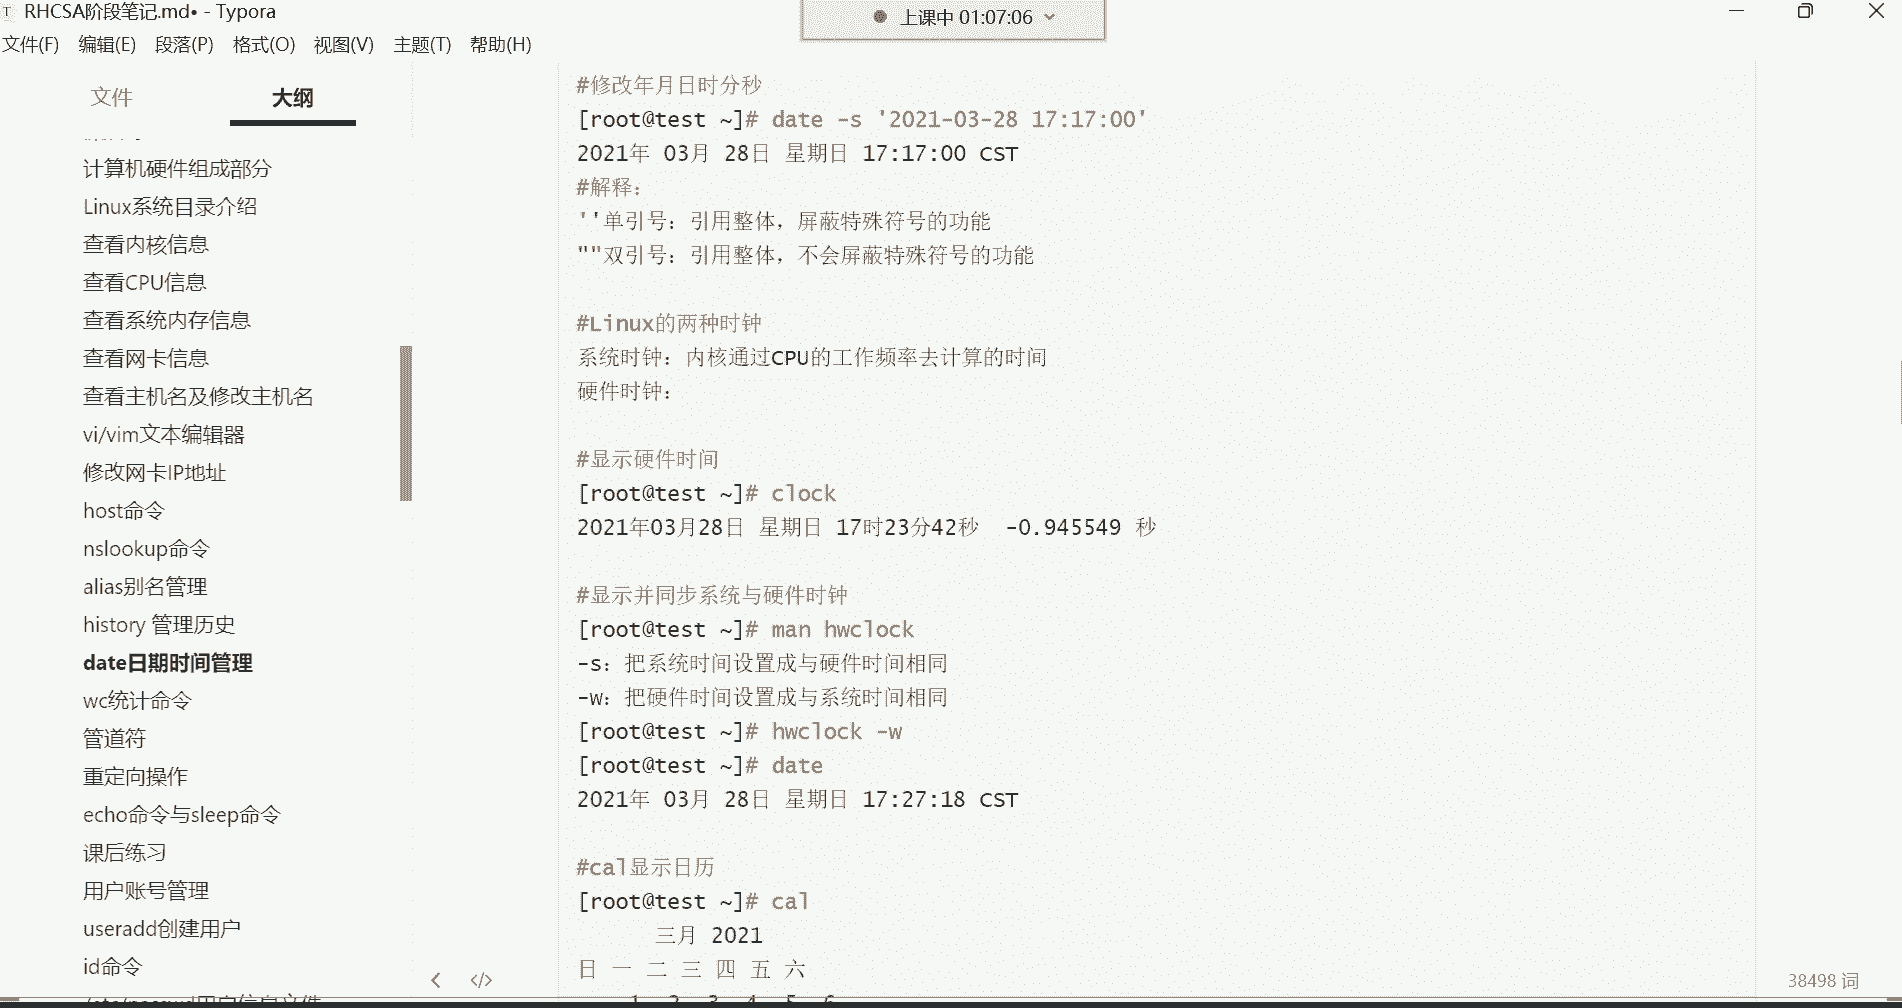 RHCSA阶段笔记.md• - Typora
上课中 01:07:06
文件(F) 编辑(E) 段落(P) 格式(O) 视图(V) 主题(T) 帮助(H)
文件 大纲
计算机硬件组成部分
Linux系统目录介绍
查看内核信息
查看CPU信息
查看系统内存信息
查看网卡信息
查看主机名及修改主机名
vi/vim文本编辑器
修改网卡IP地址
host命令
nslookup命令
alias别名管理
history 管理历史
date日期时间管理
wc统计命令
管道符
重定向操作
echo命令与sleep命令
课后练习
用户账号管理
useradd创建用户
id命令
/etc/passwd用户信息文件
#修改年月日时分秒
[root@test ~]# date -s '2021-03-28 17:17:00'
2021年 03月 28日 星期日 17:17:00 CST
#解释：
''单引号：引用整体，屏蔽特殊符号的功能
""双引号：引用整体，不会屏蔽特殊符号的功能
#Linux的两种时钟
系统时钟：内核通过CPU的工作频率去计算的时间
硬件时钟：
#显示硬件时间
[root@test ~]# clock
2021年03月28日 星期日 17时23分42秒  -0.945549 秒
#显示并同步系统与硬件时钟
[root@test ~]# man hwclock
-s：把系统时间设置成与硬件时间相同
-w：把硬件时间设置成与系统时间相同
[root@test ~]# hwclock -w
[root@test ~]# date
2021年 03月 28日 星期日 17:27:18 CST
#cal显示日历
[root@test ~]# cal
三月 2021
日 一 二 三 四 五 六
1 2 3 4 5 6
38498 词